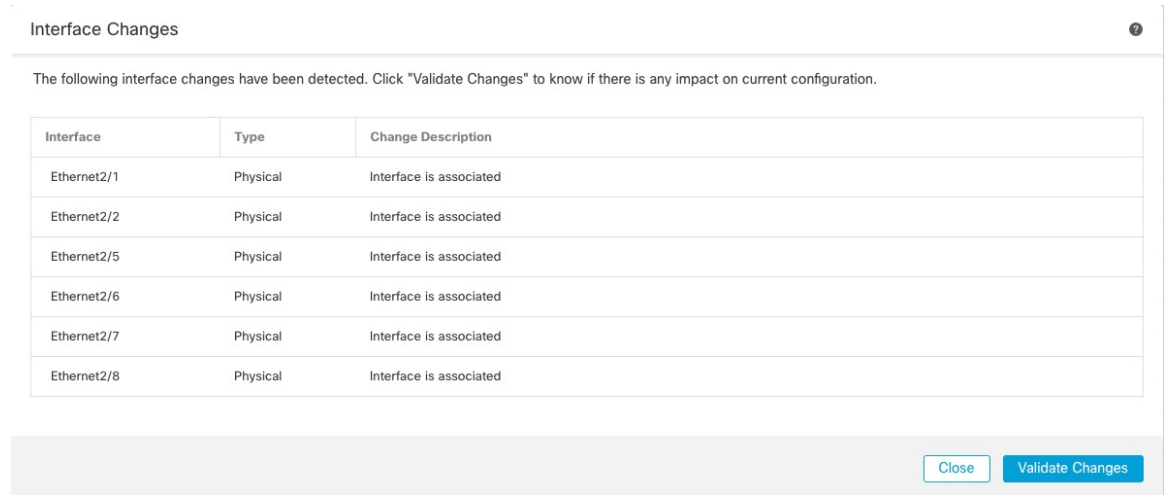 Interface Changes
?
The following interface changes have been detected. Click "Validate Changes" to know if there is any impact on current configuration.
Interface Type Change Description
Ethernet2/1 Physical Interface is associated
Ethernet2/2 Physical Interface is associated
Ethernet2/5 Physical Interface is associated
Ethernet2/6 Physical Interface is associated
Ethernet2/7 Physical Interface is associated
Ethernet2/8 Physical Interface is associated
Close Validate Changes